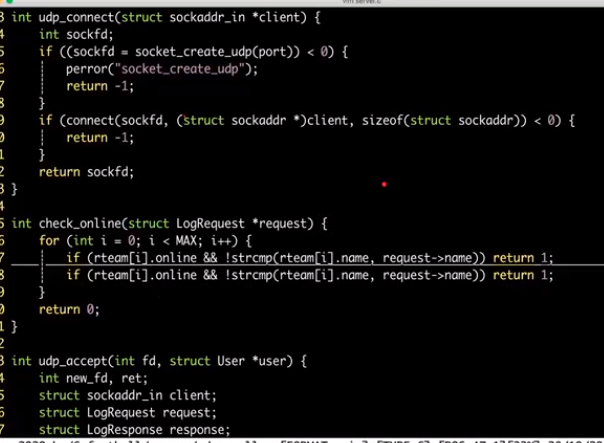 vim server.c
3 int udp_connect(struct sockaddr_in *client) {
4 int sockfd;
5 if ((sockfd = socket_create_udp(port)) < 0) {
6 perror("socket_create_udp");
7 return -1;
8 }
9 if (connect(sockfd, (struct sockaddr *)client, sizeof(struct sockaddr)) < 0) {
0 return -1;
1 }
2 return sockfd;
3 }
4
5 int check_online(struct LogRequest *request) {
6 for (int i = 0; i < MAX; i++) {
7 if (rteam[i].online && !strcmp(rteam[i].name, request->name)) return 1;
8 if (rteam[i].online && !strcmp(rteam[i].name, request->name)) return 1;
9 }
0 return 0;
1 }
2
3 int udp_accept(int fd, struct User *user) {
4 int new_fd, ret;
5 struct sockaddr_in client;
6 struct LogRequest request;
7 struct LogResponse response;